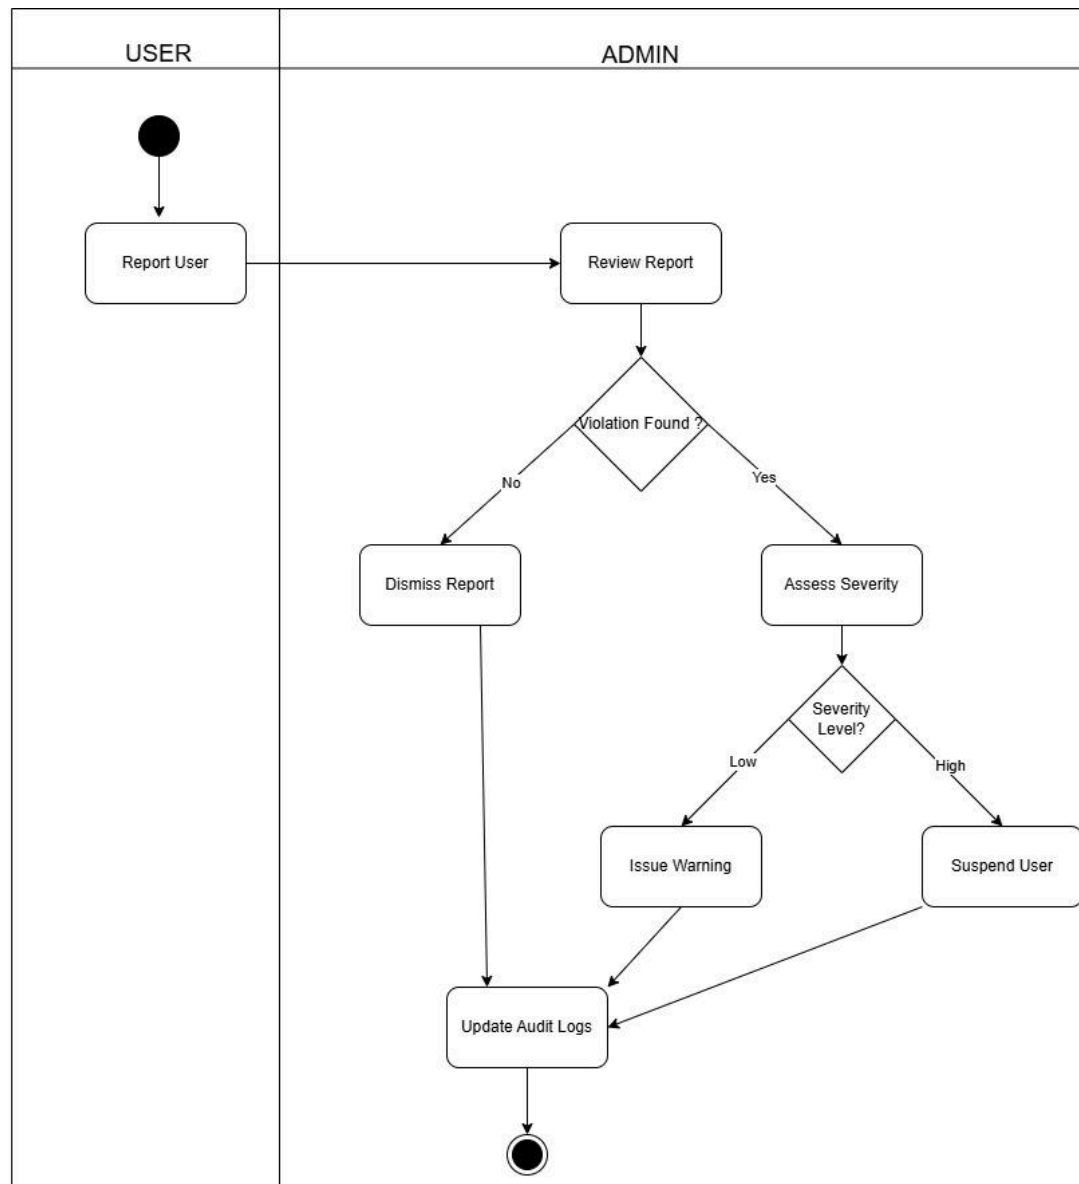 USER
ADMIN
Report User
Review Report
Violation Found ?
No
Yes
Dismiss Report
Assess Severity
Severity
Level?
Low
High
Issue Warning
Suspend User
Update Audit Logs